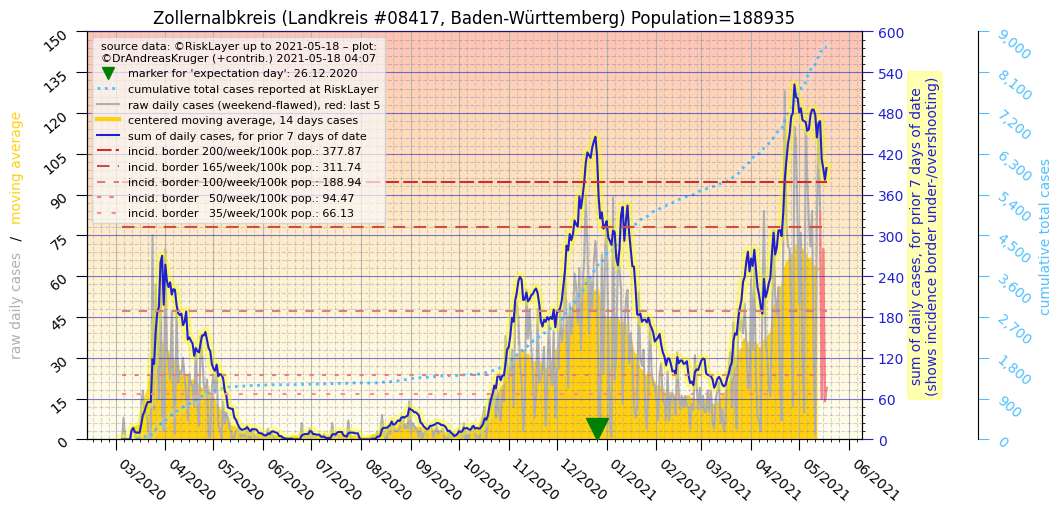 Zollernalbkreis (Landkreis #08417, Baden-Württemberg) Population=188935
source data: ©RiskLayer up to 2021-05-18 – plot:
©DrAndreasKruger (+contrib.) 2021-05-18 04:07
marker for 'expectation day': 26.12.2020
cumulative total cases reported at RiskLayer
raw daily cases (weekend-flawed), red: last 5
centered moving average, 14 days cases
sum of daily cases, for prior 7 days of date
incid. border 200/week/100k pop.: 377.87
incid. border 165/week/100k pop.: 311.74
incid. border 100/week/100k pop.: 188.94
incid. border 50/week/100k pop.: 94.47
incid. border 35/week/100k pop.: 66.13
raw daily cases / moving average
150
135
120
105
90
75
60
45
30
15
0
600
540
480
420
360
300
240
180
120
60
0
sum of daily cases, for prior 7 days of date
(shows incidence border under-/overshooting)
9,000
8,100
7,200
6,300
5,400
4,500
3,600
2,700
1,800
900
0
cumulative total cases
03/2020
04/2020
05/2020
06/2020
07/2020
08/2020
09/2020
10/2020
11/2020
12/2020
01/2021
02/2021
03/2021
04/2021
05/2021
06/2021